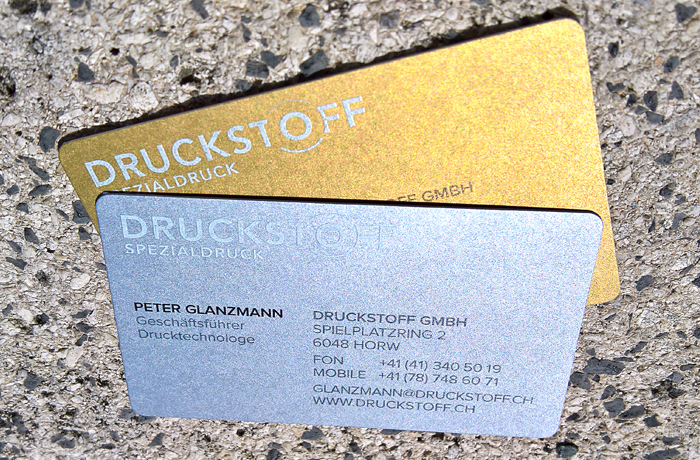 DRUCKSTOFF
SPEZIALDRUCK
GMBH
DRUCKSTOFF
SPEZIALDRUCK
PETER GLANZMANN
Geschäftsführer
Drucktechnologe
DRUCKSTOFF GMBH
SPIELPLATZRING 2
6048 HORW
FON +41 (41) 340 50 19
MOBILE +41 (78) 748 60 71
GLANZMANN@DRUCKSTOFF.CH
WWW.DRUCKSTOFF.CH